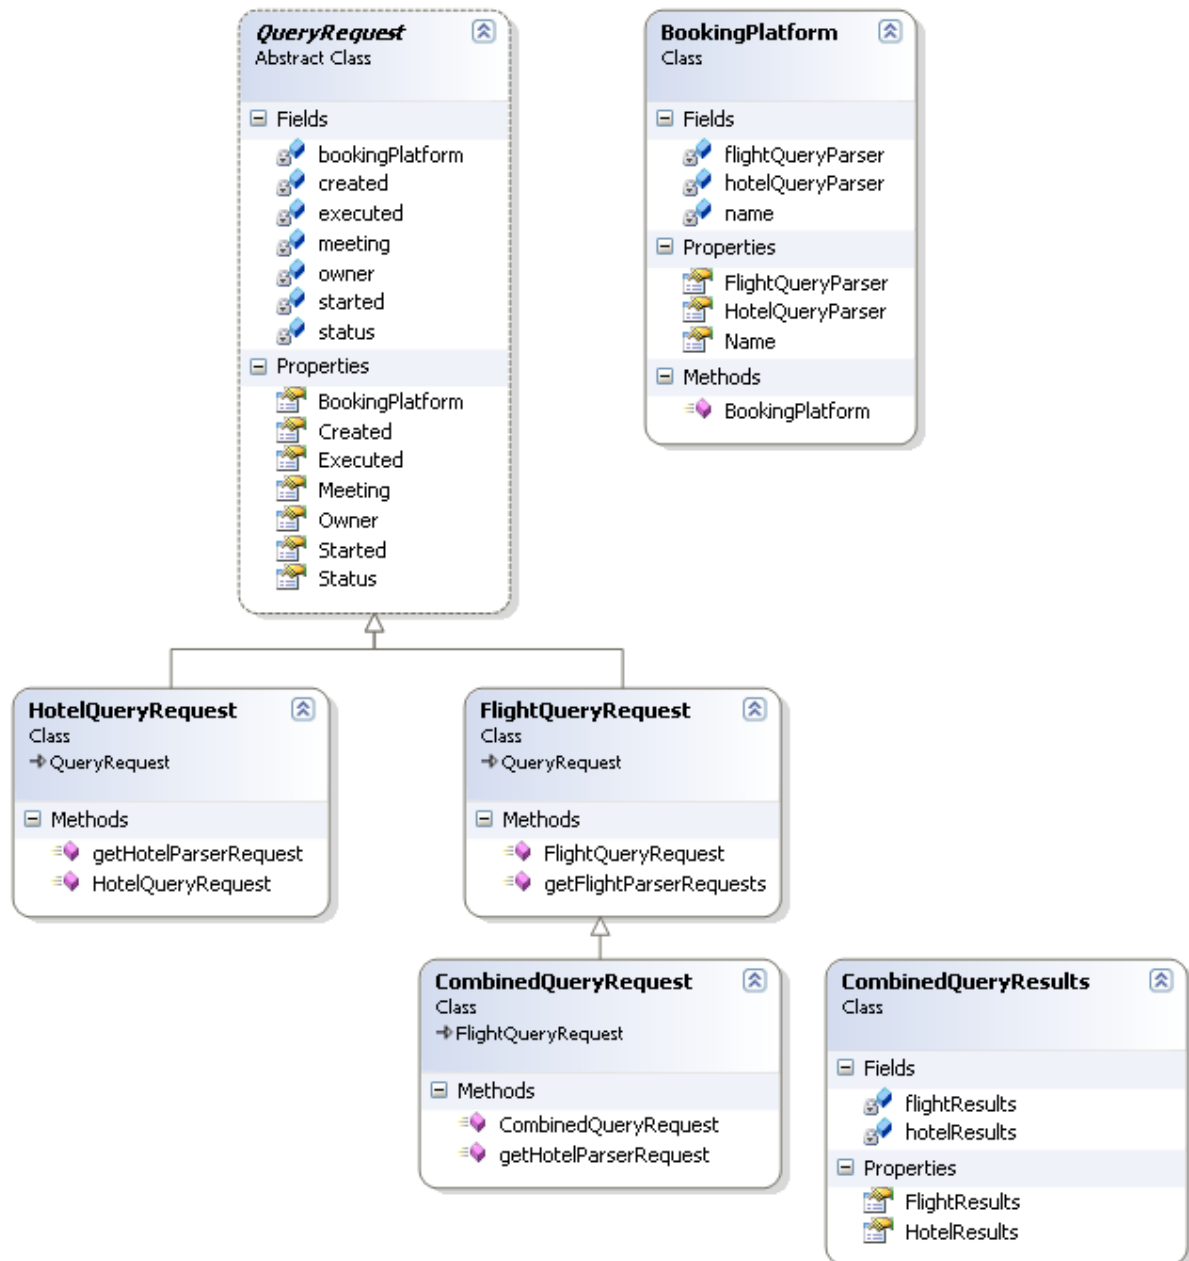 QueryRequest
Abstract Class
Fields
bookingPlatform
created
executed
meeting
owner
started
status
Properties
BookingPlatform
Created
Executed
Meeting
Owner
Started
Status
BookingPlatform
Class
Fields
flightQueryParser
hotelQueryParser
name
Properties
FlightQueryParser
HotelQueryParser
Name
Methods
BookingPlatform
HotelQueryRequest
Class
QueryRequest
Methods
getHotelParserRequest
HotelQueryRequest
FlightQueryRequest
Class
QueryRequest
Methods
FlightQueryRequest
getFlightParserRequests
CombinedQueryRequest
Class
FlightQueryRequest
Methods
CombinedQueryRequest
getHotelParserRequest
CombinedQueryResults
Class
Fields
flightResults
hotelResults
Properties
FlightResults
HotelResults